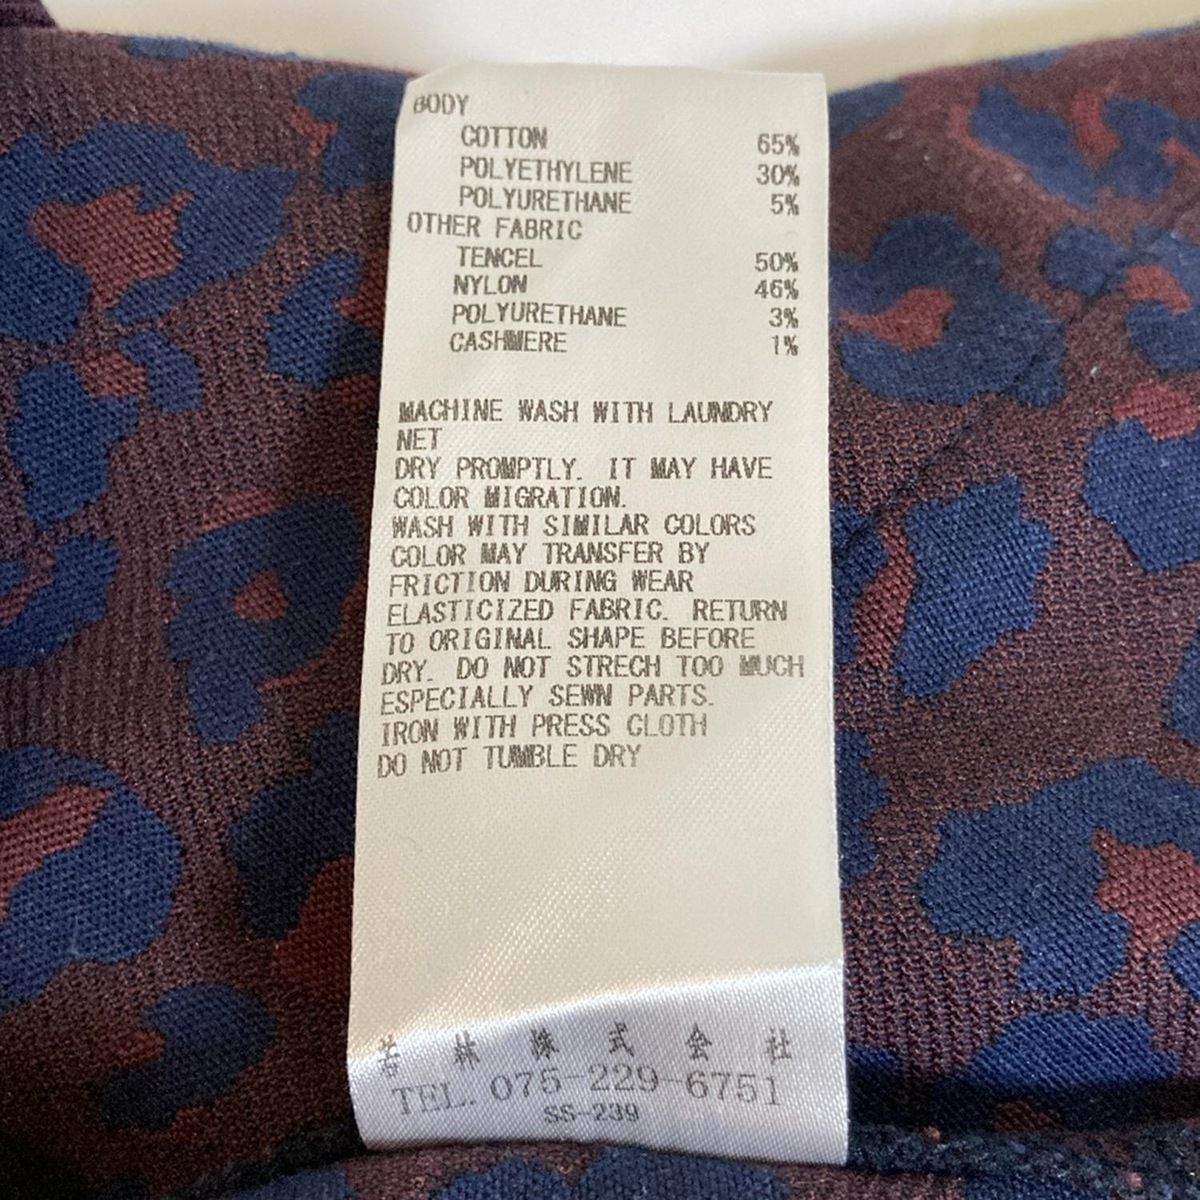 BODY
COTTON 65%
POLYETHYLENE 30%
POLYURETHANE 5%
OTHER FABRIC
TENCEL 50%
NYLON 46%
POLYURETHANE 3%
CASHMERE 1%
MACHINE WASH WITH LAUNDRY
NET
DRY PROMPTLY. IT MAY HAVE
COLOR MIGRATION.
WASH WITH SIMILAR COLORS
COLOR MAY TRANSFER BY
FRICTION DURING WEAR
ELASTICIZED FABRIC. RETURN
TO ORIGINAL SHAPE BEFORE
DRY. DO NOT STRECH TOO MUCH
ESPECIALLY SEWN PARTS.
IRON WITH PRESS CLOTH
DO NOT TUMBLE DRY
若林株式会社
TEL. 075-229-6751
SS-239